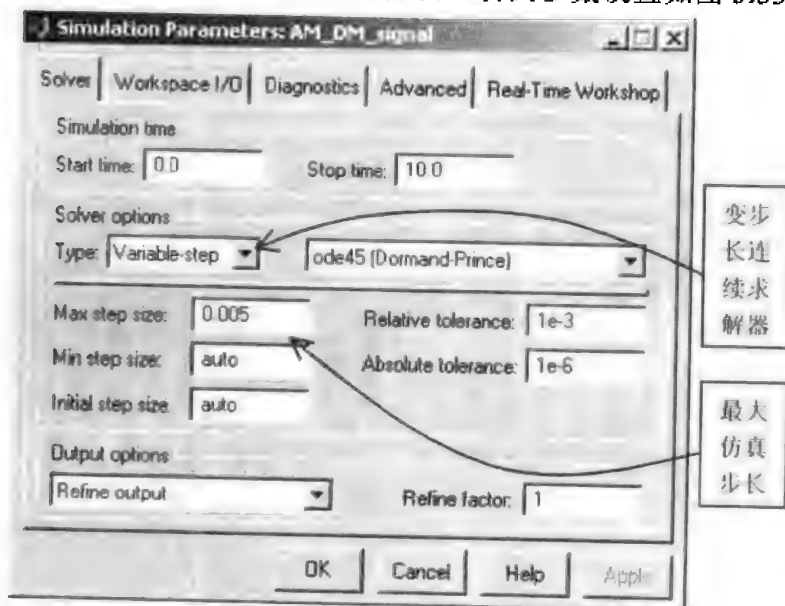 Simulation Parameters: AM_DM_signal
Solver Workspace I/O Diagnostics Advanced Real-Time Workshop
Simulation time
Start time: 0.0 Stop time: 10.0
Solver options
Type: Variable-step ode45 (Dormand-Prince)
Max step size: 0.005 Relative tolerance: 1e-3
Min step size: auto Absolute tolerance: 1e-6
Initial step size: auto
Output options
Refine output Refine factor: 1
OK Cancel Help Apply
变步
长连
续求
解器
最大
仿真
步长